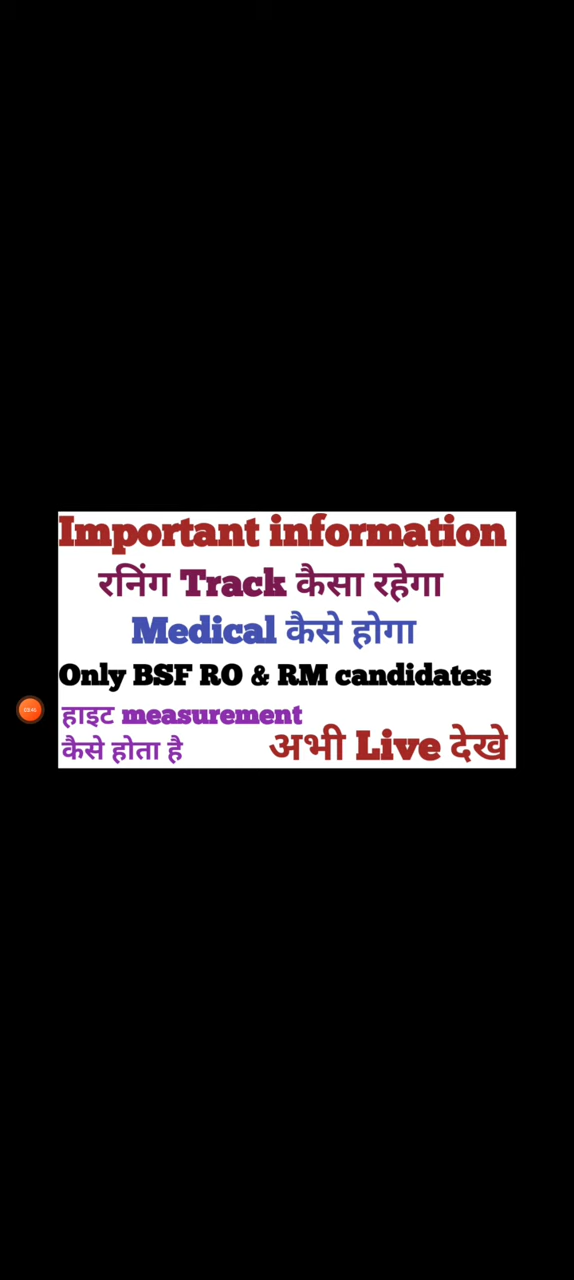 Important information
रनिंग Track कैसा रहेगा
Medical कैसे होगा
Only BSF RO & RM candidates
हाइट measurement
कैसे होता है
अभी Live देखे